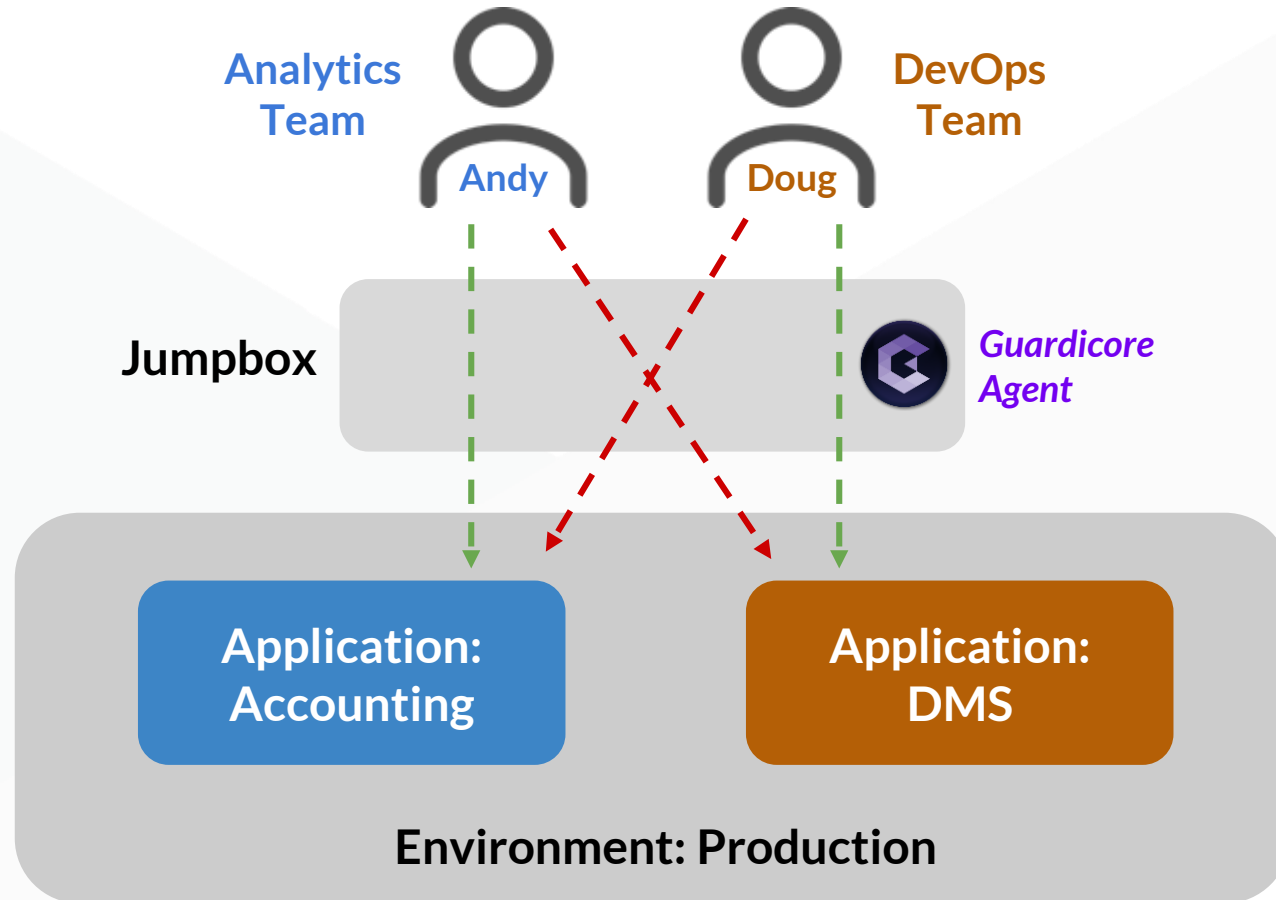 Analytics
Team
Andy
Doug
DevOps
Team
Jumpbox
Guardicore
Agent
Application:
Accounting
Application:
DMS
Environment: Production